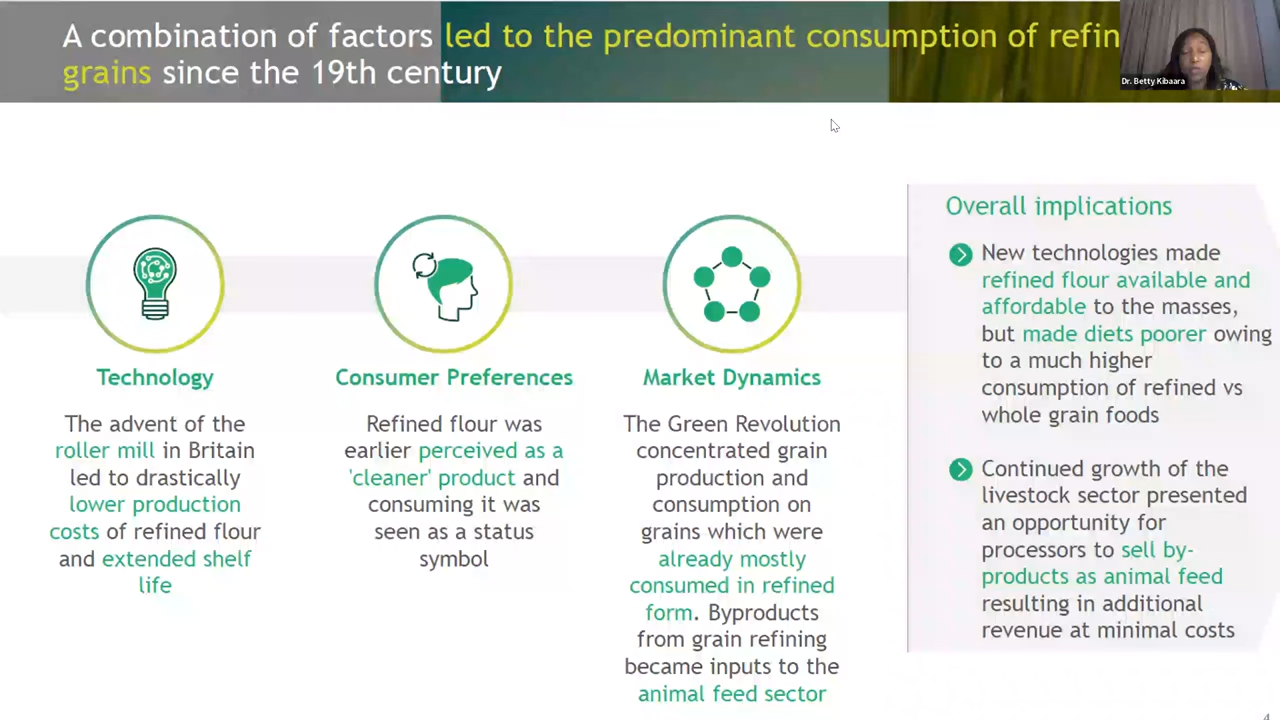 A combination of factors led to the predominant consumption of refin
grains since the 19th century
Dr. Betty Kibaara
Technology
The advent of the
roller mill in Britain
led to drastically
lower production
costs of refined flour
and extended shelf
life
Consumer Preferences
Refined flour was
earlier perceived as a
'cleaner' product and
consuming it was
seen as a status
symbol
Market Dynamics
The Green Revolution
concentrated grain
production and
consumption on
grains which were
already mostly
consumed in refined
form. Byproducts
from grain refining
became inputs to the
animal feed sector
Overall implications
New technologies made
refined flour available and
affordable to the masses,
but made diets poorer owing
to a much higher
consumption of refined vs
whole grain foods
Continued growth of the
livestock sector presented
an opportunity for
processors to sell by-
products as animal feed
resulting in additional
revenue at minimal costs